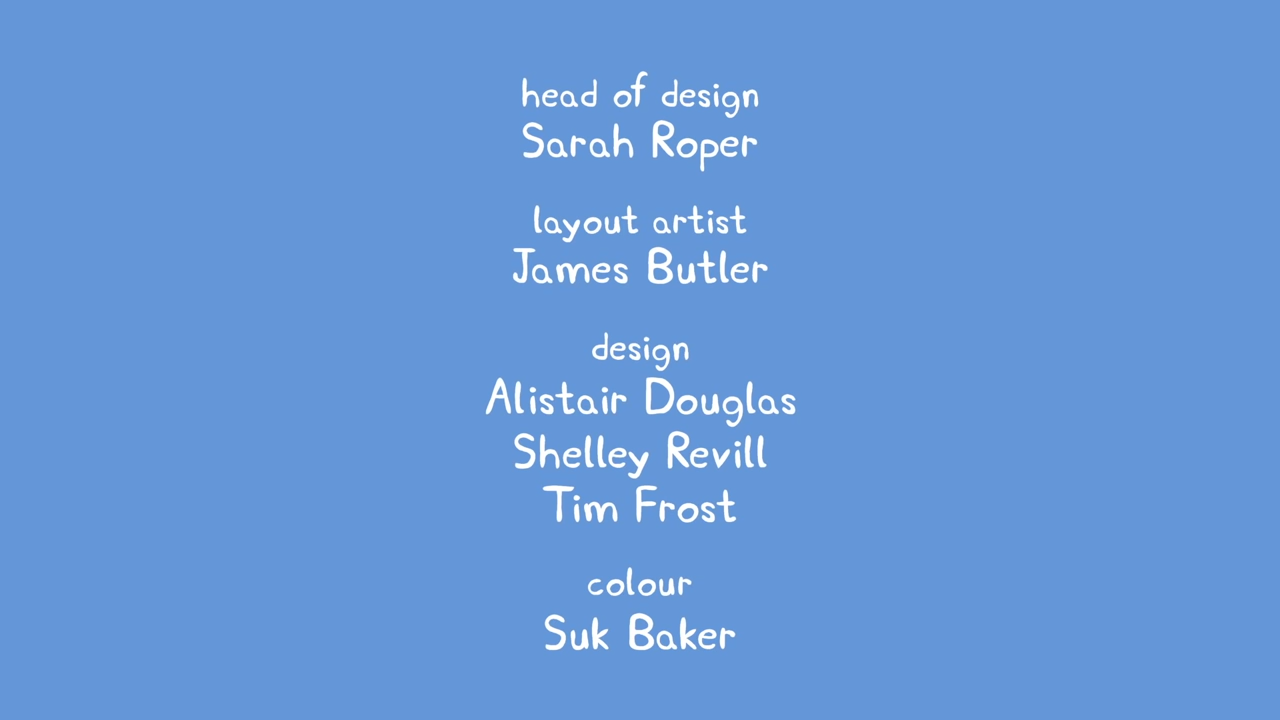 head of design
Sarah Roper
layout artist
James Butler
design
Alistair Douglas
Shelley Revill
Tim Frost
colour
Suk Baker